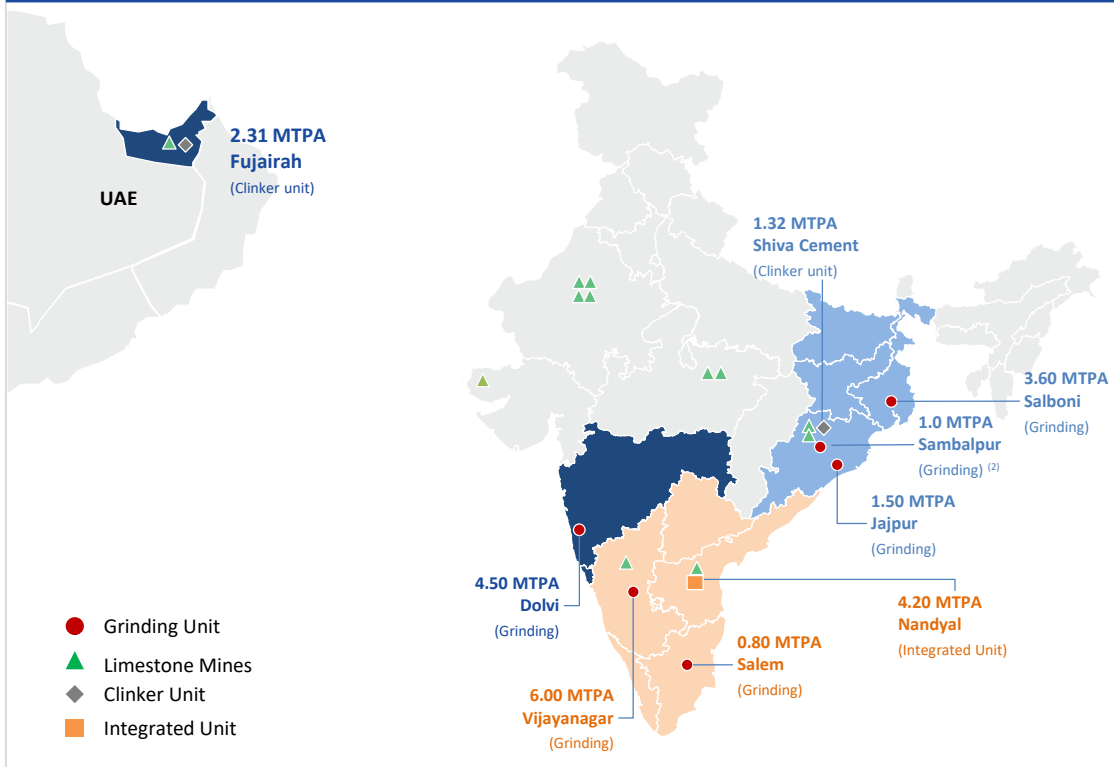 2.31 MTPA
Fujairah
(Clinker unit)
UAE
1.32 MTPA
Shiva Cement
(Clinker unit)
3.60 MTPA
Salboni
(Grinding)
1.0 MTPA
Sambalpur
(Grinding) (2)
1.50 MTPA
Jajpur
(Grinding)
4.50 MTPA
Dolvi
(Grinding)
4.20 MTPA
Nandyal
(Integrated Unit)
0.80 MTPA
Salem
(Grinding)
6.00 MTPA
Vijayanagar
(Grinding)
Grinding Unit
Limestone Mines
Clinker Unit
Integrated Unit